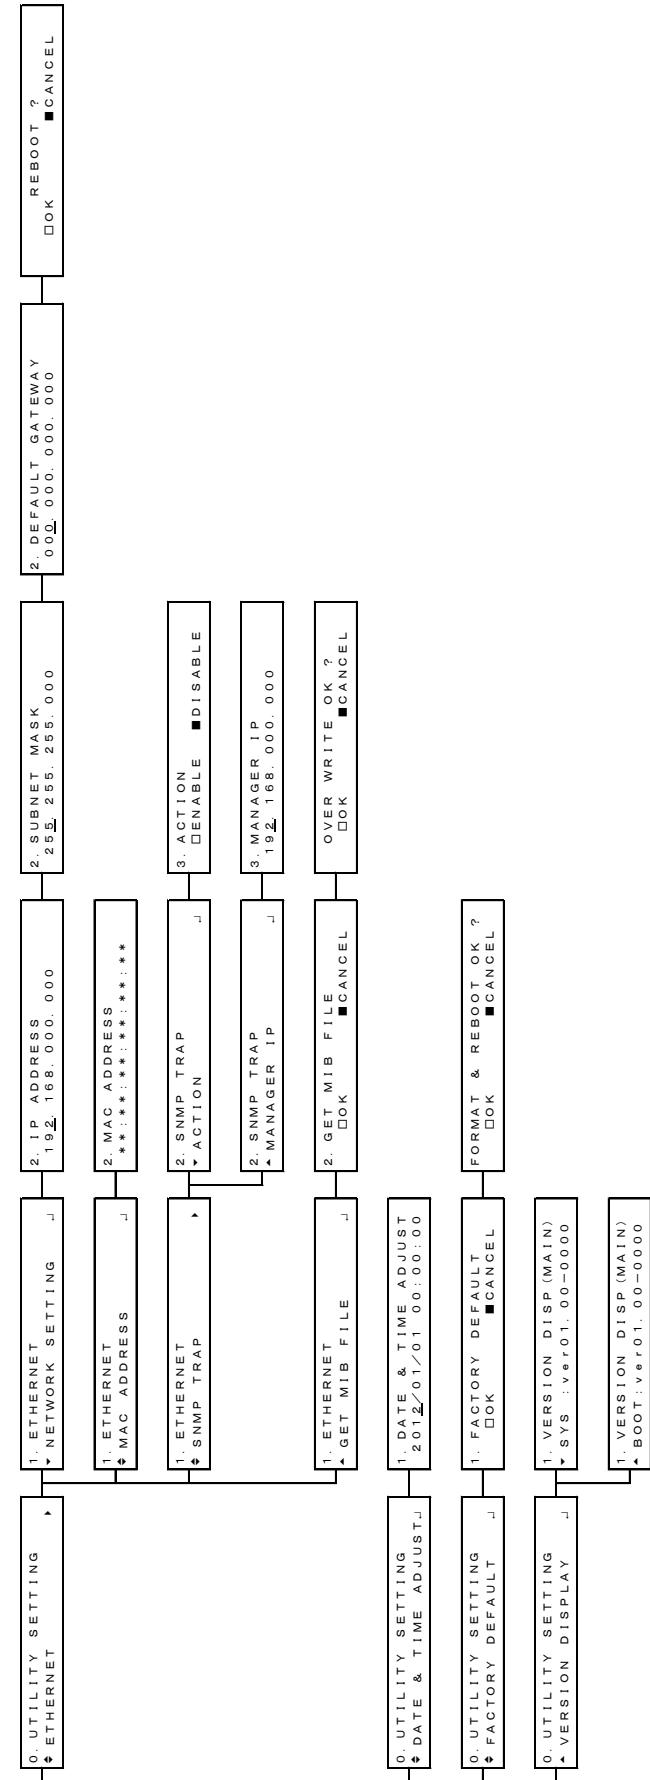 0. UTILITY SETTING
♦ ETHERNET ▸
1. ETHERNET
▼ NETWORK SETTING ┘
2. IP ADDRESS
192.168.000.000
2. SUBNET MASK
255.255.255.000
2. DEFAULT GATEWAY
000.000.000.000
REBOOT ?
□OK ■CANCEL
1. ETHERNET
♦ MAC ADDRESS ┘
2. MAC ADDRESS
**:**:**:**:**:**
1. ETHERNET
♦ SNMP TRAP ▸
2. SNMP TRAP
▼ ACTION ┘
3. ACTION
□ENABLE ■DISABLE
2. SNMP TRAP
▲ MANAGER IP ┘
3. MANAGER IP
192.168.000.000
1. ETHERNET
▲ GET MIB FILE ┘
2. GET MIB FILE
□OK ■CANCEL
OVER WRITE OK ?
□OK ■CANCEL
0. UTILITY SETTING
♦ DATE & TIME ADJUST┘
1. DATE & TIME ADJUST
2012/01/01 00:00:00
0. UTILITY SETTING
♦ FACTORY DEFAULT ┘
1. FACTORY DEFAULT
□OK ■CANCEL
FORMAT & REBOOT OK ?
□OK ■CANCEL
0. UTILITY SETTING
▲ VERSION DISPLAY ┘
1. VERSION DISP(MAIN)
▼ SYS :ver01.00-0000
1. VERSION DISP(MAIN)
▲ BOOT:ver01.00-0000